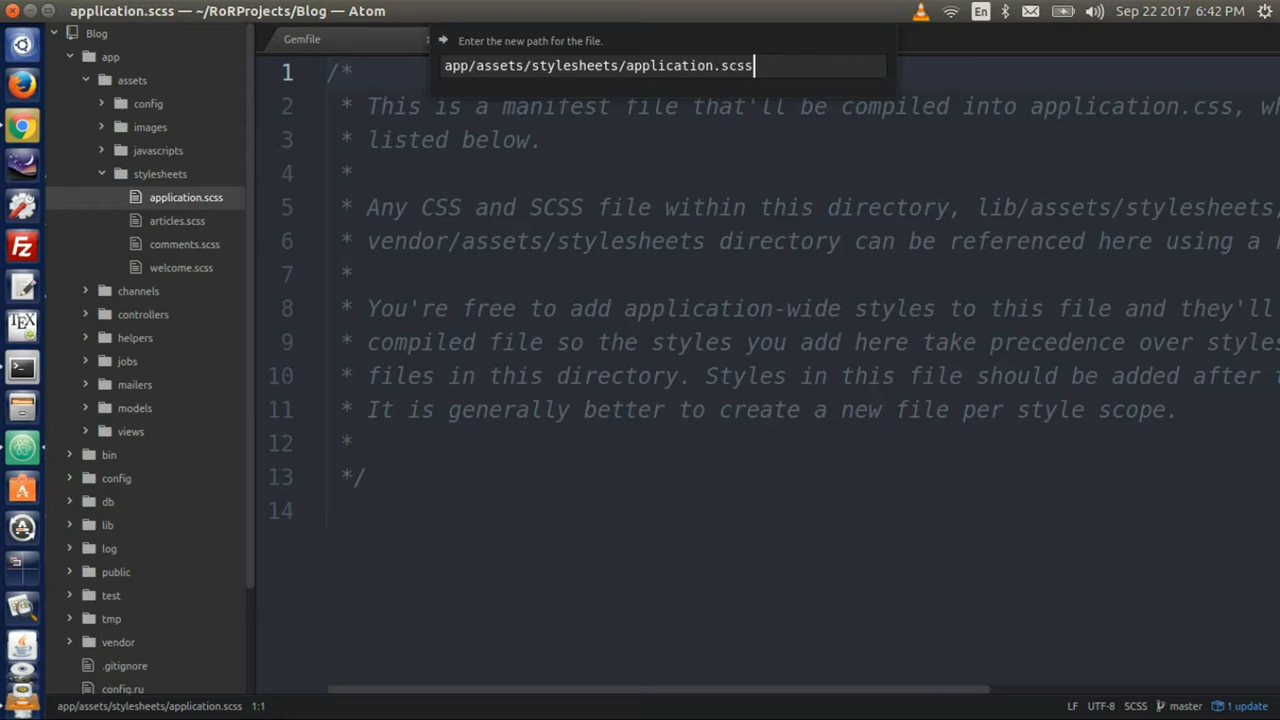 application.scss — ~/RoRProjects/Blog — Atom
En
Sep 22 2017 6:42 PM
Blog
app
assets
config
images
javascripts
stylesheets
application.scss
articles.scss
comments.scss
welcome.scss
channels
controllers
helpers
jobs
mailers
models
views
bin
config
db
lib
log
public
test
tmp
vendor
.gitignore
config.ru
Gemfile
Enter the new path for the file.
app/assets/stylesheets/application.scss
1 /*
2 * This is a manifest file that'll be compiled into application.css, wh
3 * listed below.
4 *
5 * Any CSS and SCSS file within this directory, lib/assets/stylesheets,
6 * vendor/assets/stylesheets directory can be referenced here using a r
7 *
8 * You're free to add application-wide styles to this file and they'll
9 * compiled file so the styles you add here take precedence over styles
10 * files in this directory. Styles in this file should be added after t
11 * It is generally better to create a new file per style scope.
12 *
13 */
14
app/assets/stylesheets/application.scss 1:1
LF UTF-8 SCSS master 1 update